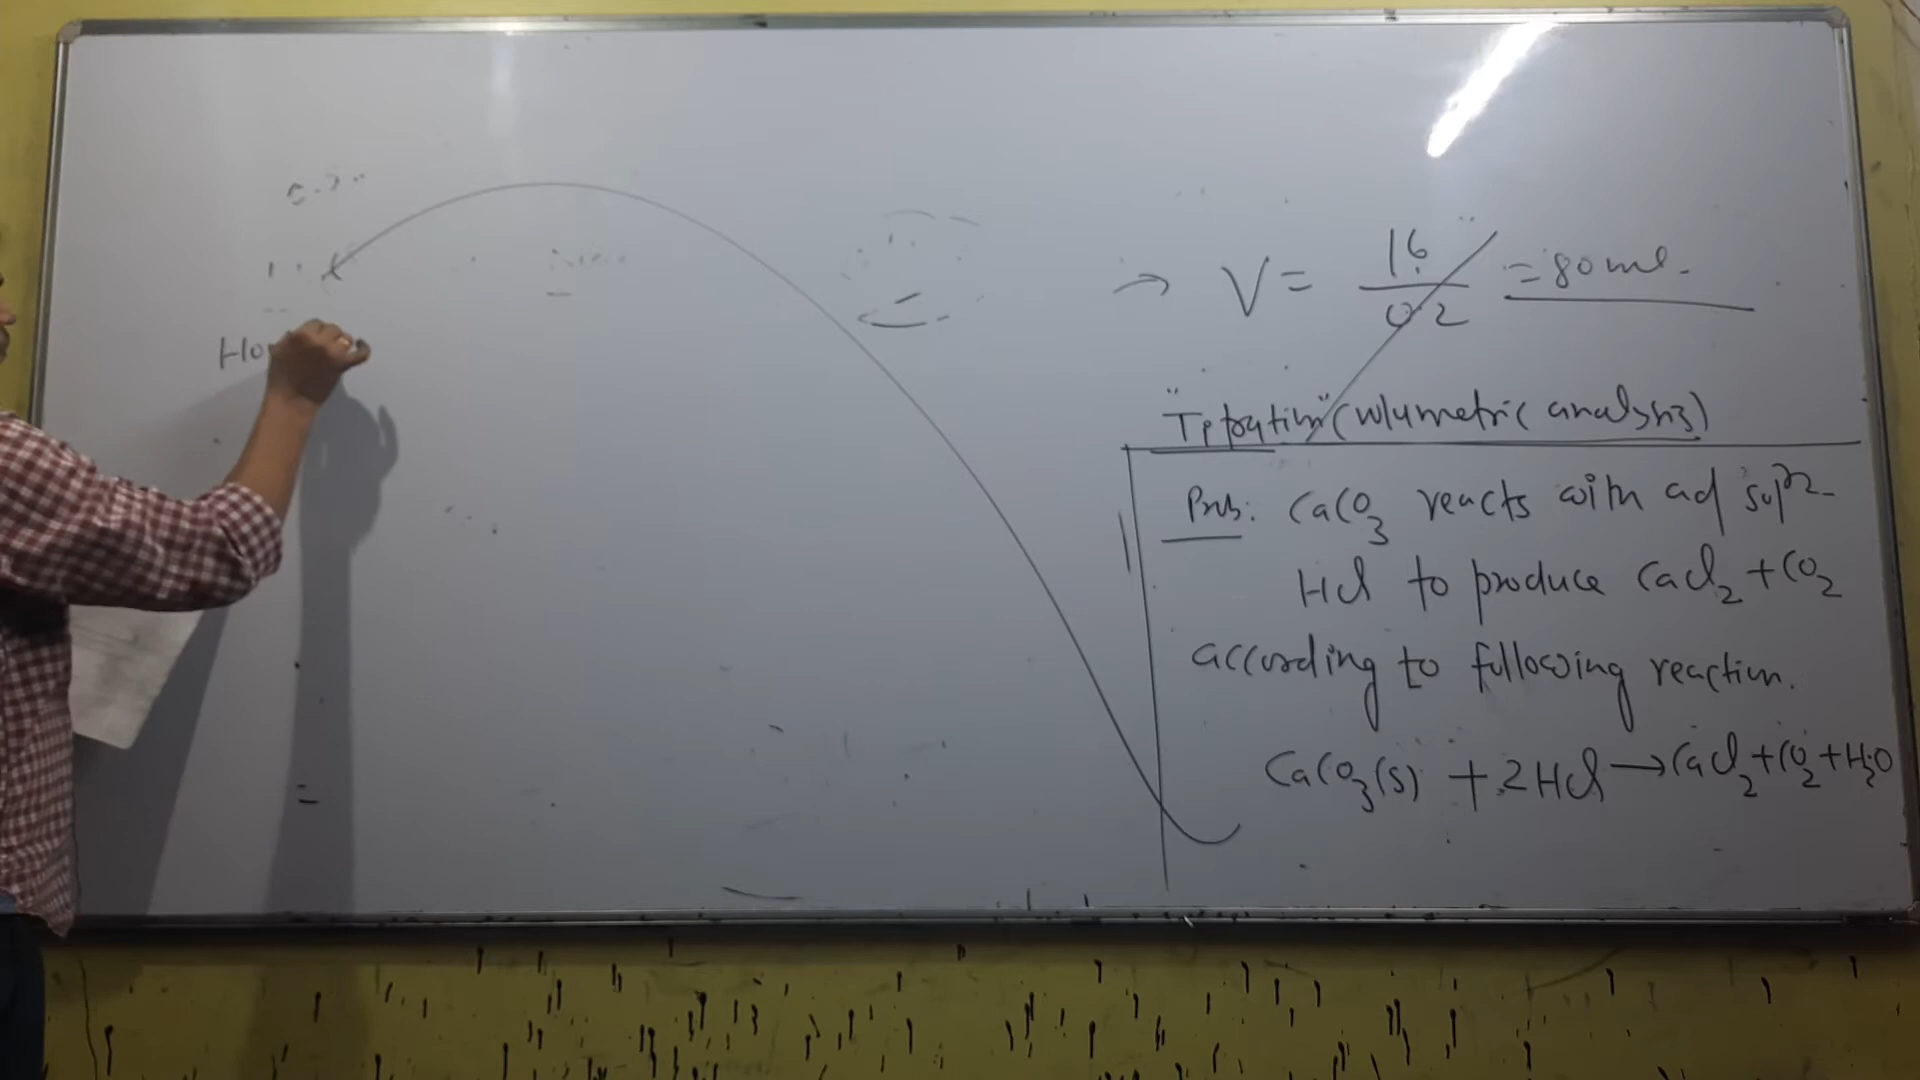 → V = 16/0.2 = 80 ml.
"Titration" (volumetric analysis)
Prob: CaCO3 reacts with aq
HCl to produce CaCl2 + CO2
according to following reaction.
CaCO3(s) + 2HCl → CaCl2 + CO2 + H2O
Ho